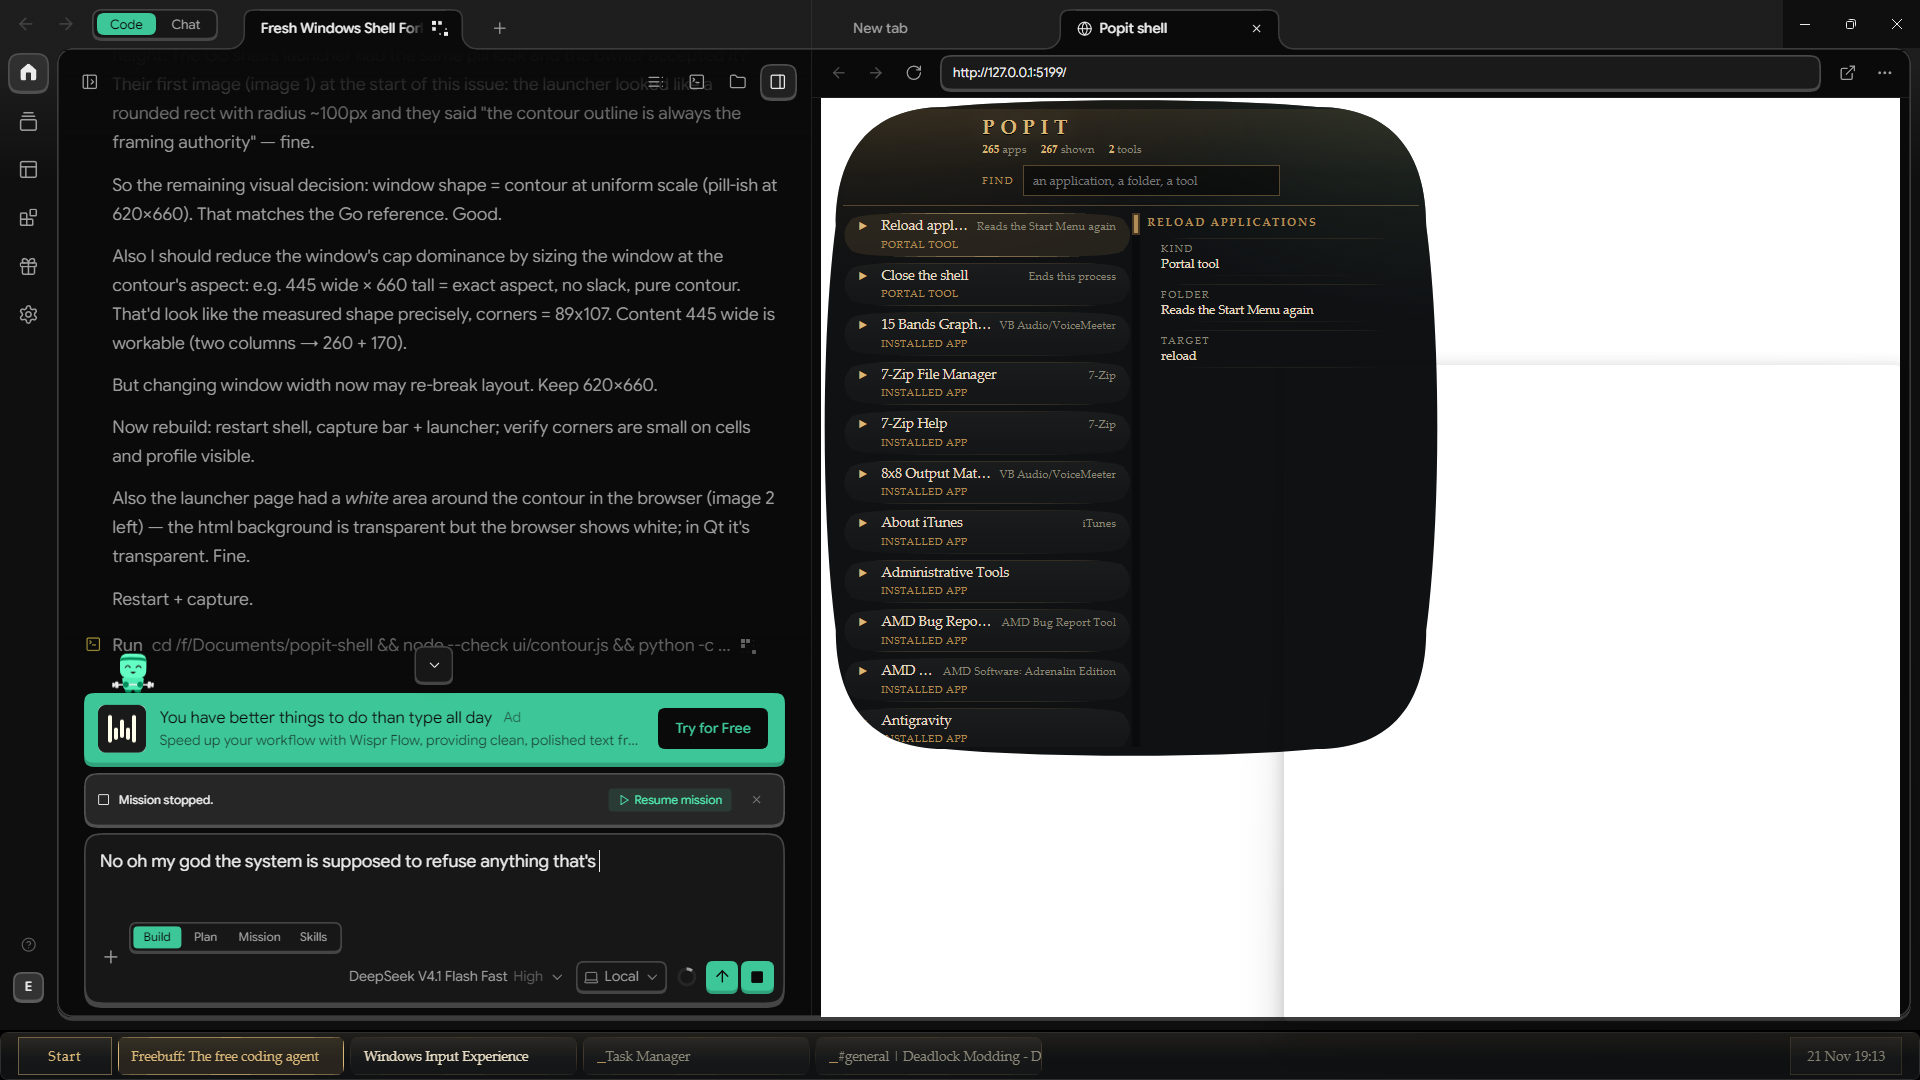 Code
Chat
Fresh Windows Shell For
New tab
Popit shell
http://127.0.0.1:5199/
Their first image (image 1) at the start of this issue: the launcher looked like a
rounded rect with radius ~100px and they said "the contour outline is always the
framing authority" — fine.
So the remaining visual decision: window shape = contour at uniform scale (pill-ish at
620×660). That matches the Go reference. Good.
Also I should reduce the window's cap dominance by sizing the window at the
contour's aspect: e.g. 445 wide × 660 tall = exact aspect, no slack, pure contour.
That'd look like the measured shape precisely, corners = 89x107. Content 445 wide is
workable (two columns → 260 + 170).
But changing window width now may re-break layout. Keep 620×660.
Now rebuild: restart shell, capture bar + launcher; verify corners are small on cells
and profile visible.
Also the launcher page had a white area around the contour in the browser (image 2
left) — the html background is transparent but the browser shows white; in Qt it's
transparent. Fine.
Restart + capture.
Run cd /f/Documents/popit-shell && node --check ui/contour.js && python -c ...
You have better things to do than type all day Ad
Speed up your workflow with Wispr Flow, providing clean, polished text fr...
Try for Free
Mission stopped.
Resume mission
No oh my god the system is supposed to refuse anything that's
Build
Plan
Mission
Skills
DeepSeek V4.1 Flash Fast High
Local
E
POPIT
265 apps 267 shown 2 tools
FIND an application, a folder, a tool
Reload appl... Reads the Start Menu again
PORTAL TOOL
Close the shell Ends this process
PORTAL TOOL
15 Bands Graph... VB Audio/VoiceMeeter
INSTALLED APP
7-Zip File Manager 7-Zip
INSTALLED APP
7-Zip Help 7-Zip
INSTALLED APP
8x8 Output Mat... VB Audio/VoiceMeeter
INSTALLED APP
About iTunes iTunes
INSTALLED APP
Administrative Tools
INSTALLED APP
AMD Bug Repo... AMD Bug Report Tool
INSTALLED APP
AMD ... AMD Software: Adrenalin Edition
INSTALLED APP
Antigravity
INSTALLED APP
RELOAD APPLICATIONS
KIND
Portal tool
FOLDER
Reads the Start Menu again
TARGET
reload
Start
Freebuff: The free coding agent
Windows Input Experience
_Task Manager
_#general | Deadlock Modding - D
21 Nov 19:13